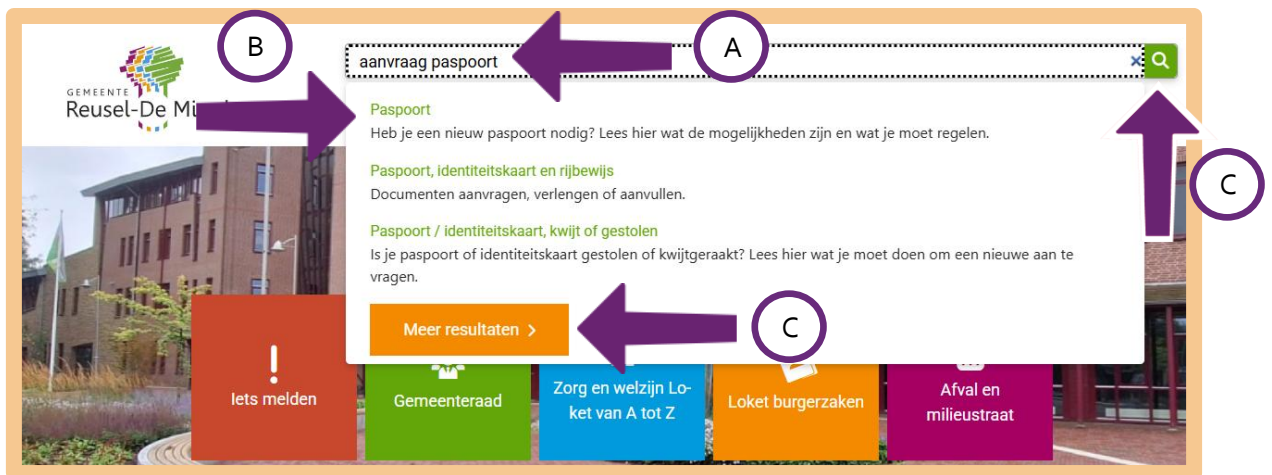 B
A
aanvraag paspoort
GEMEENTE
Reusel-De Mi
Paspoort
Heb je een nieuw paspoort nodig? Lees hier wat de mogelijkheden zijn en wat je moet regelen.
Paspoort, identiteitskaart en rijbewijs
Documenten aanvragen, verlengen of aanvullen.
C
Paspoort / identiteitskaart, kwijt of gestolen
Is je paspoort of identiteitskaart gestolen of kwijtgeraakt? Lees hier wat je moet doen om een nieuwe aan te
vragen.
Meer resultaten
C
Iets melden
Gemeenteraad
Zorg en welzijn Lo-
ket van A tot Z
Loket burgerzaken
Afval en
milieustraat